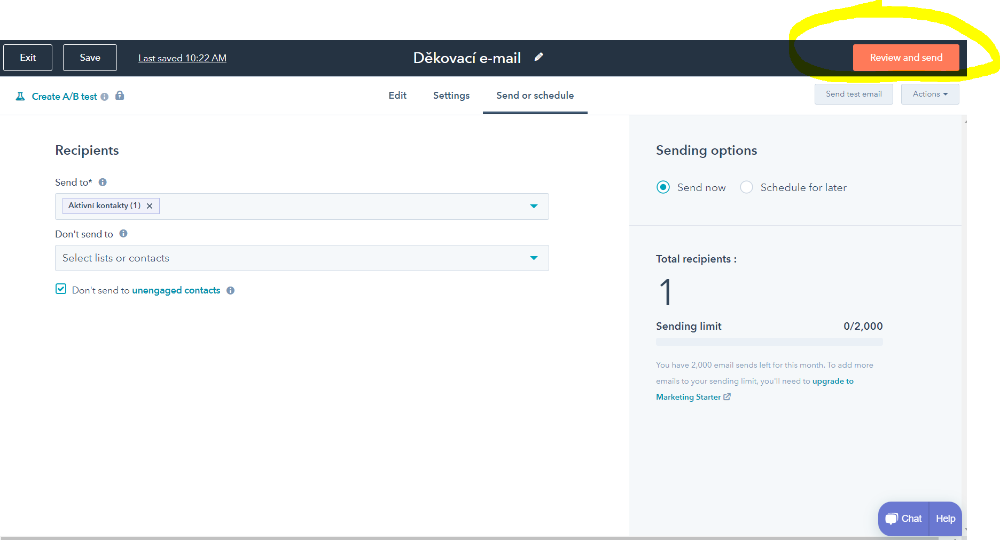 Exit
Save
Last saved 10:22 AM
Děkovací e-mail
Review and send
Create A/B test
Edit
Settings
Send or schedule
Send test email
Actions
Recipients
Send to*
Aktivní kontakty (1)
Don't send to
Select lists or contacts
Don't send to unengaged contacts
Sending options
Send now
Schedule for later
Total recipients :
1
Sending limit
0/2,000
You have 2,000 email sends left for this month. To add more
emails to your sending limit, you'll need to upgrade to
Marketing Starter
Chat
Help